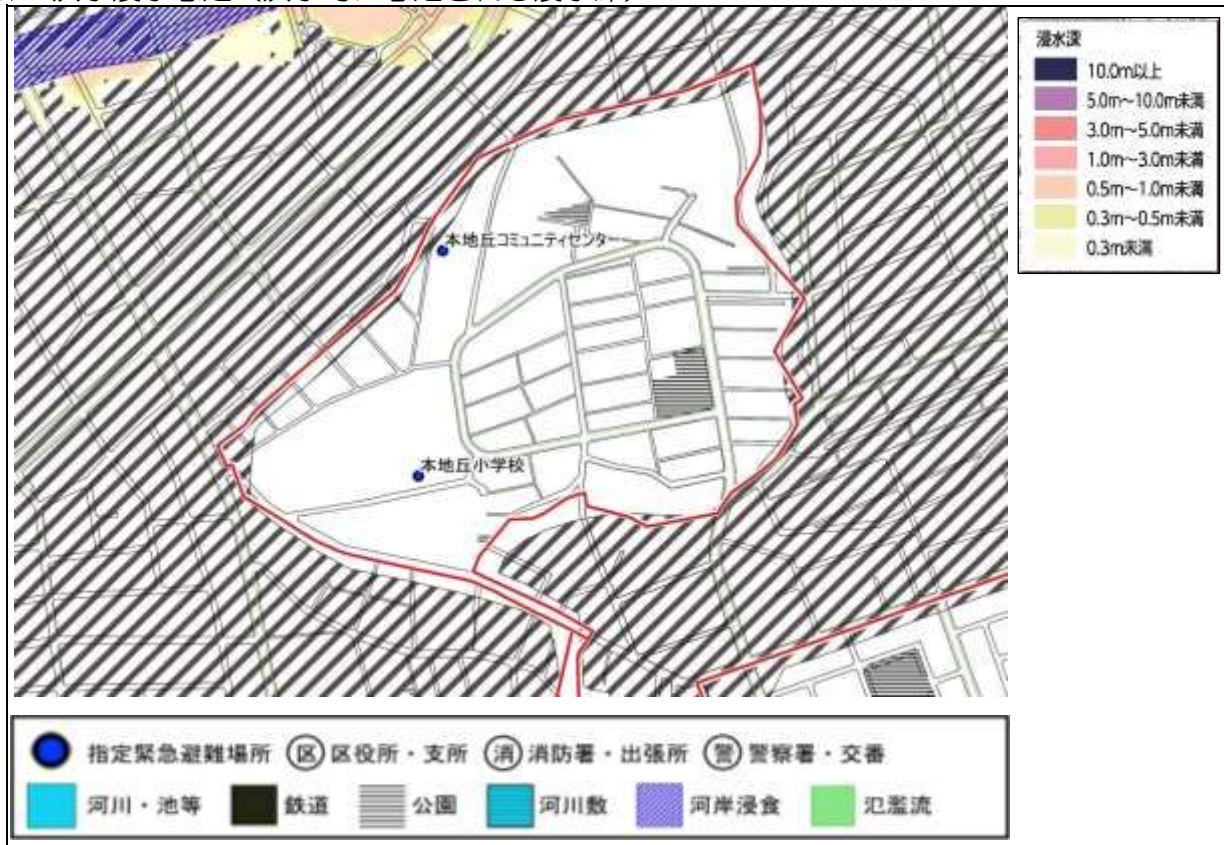 本地丘コミュニティセンター
本地丘小学校
浸水深
10.0m以上
5.0m~10.0m未満
3.0m~5.0m未満
1.0m~3.0m未満
0.5m~1.0m未満
0.3m~0.5m未満
0.3m未満
指定緊急避難場所 区 区役所・支所 消 消防署・出張所 警 警察署・交番
河川・池等 鉄道 公園 河川数 河岸浸食 氾濫流